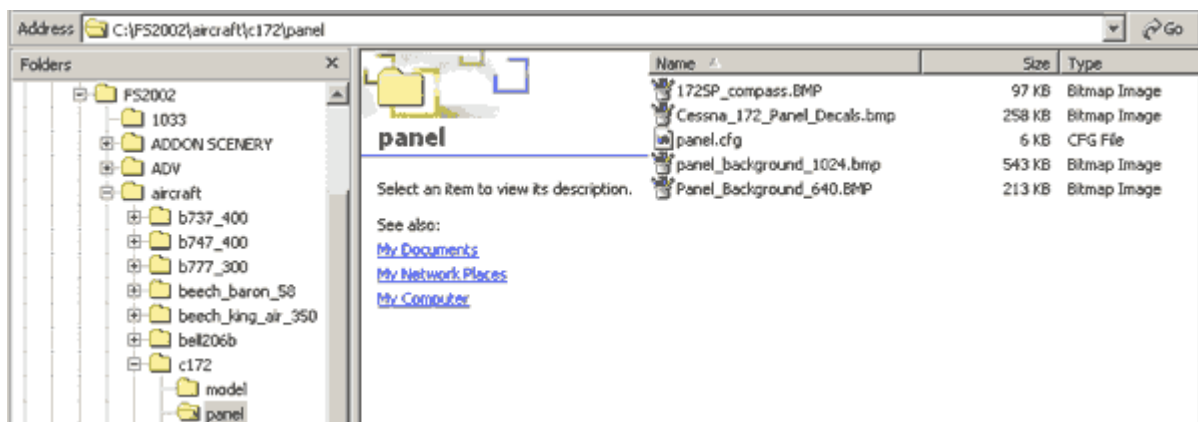 Address C:\FS2002\aircraft\c172\panel Go
Folders ×
FS2002
1033
ADDON SCENERY
ADV
aircraft
b737_400
b747_400
b777_300
beech_baron_58
beech_king_air_350
bell206b
c172
model
panel
panel
Select an item to view its description.
See also:
My Documents
My Network Places
My Computer
Name Size Type
172SP_compass.BMP 97 KB Bitmap Image
Cessna_172_Panel_Decals.bmp 258 KB Bitmap Image
panel.cfg 6 KB CFG File
panel_background_1024.bmp 543 KB Bitmap Image
Panel_Background_640.BMP 213 KB Bitmap Image